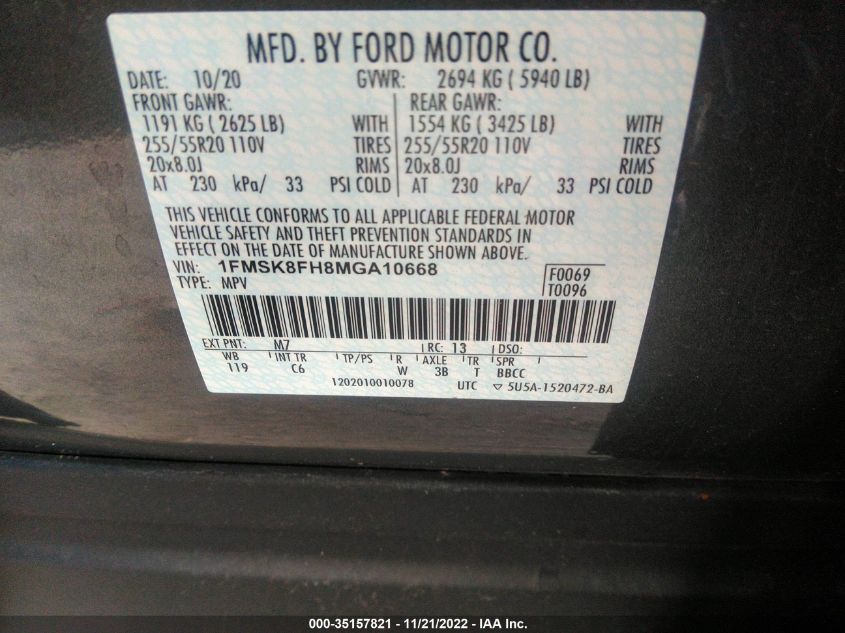 MFD. BY FORD MOTOR CO.
DATE: 10/20 GVWR: 2694 KG ( 5940 LB)
FRONT GAWR: REAR GAWR:
1191 KG ( 2625 LB) WITH 1554 KG ( 3425 LB) WITH
255/55R20 110V TIRES 255/55R20 110V TIRES
20x8.0J RIMS 20x8.0J RIMS
AT 230 kPa/ 33 PSI COLD AT 230 kPa/ 33 PSI COLD
THIS VEHICLE CONFORMS TO ALL APPLICABLE FEDERAL MOTOR
VEHICLE SAFETY AND THEFT PREVENTION STANDARDS IN
EFFECT ON THE DATE OF MANUFACTURE SHOWN ABOVE.
VIN: 1FMSK8FH8MGA10668 F0069
TYPE: MPV T0096
EXT PNT: M7 RC: 13 DSO:
WB INT TR TP/PS R AXLE TR SPR
119 C6 W 3B T BBCC
1202010010078 UTC ▽ 5U5A-1520472-BA
000-35157821 - 11/21/2022 - IAA Inc.